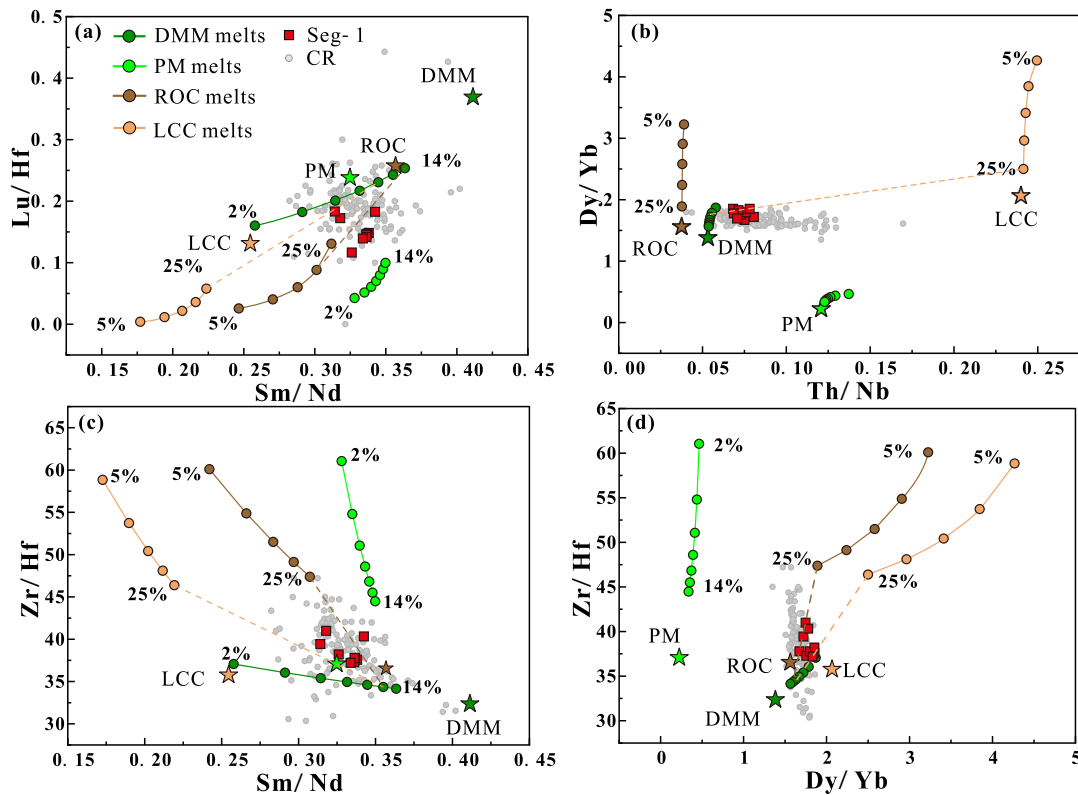 (a)
DMM melts
PM melts
ROC melts
LCC melts
Seg- 1
CR
DMM
ROC
PM
14%
2%
LCC
25%
25%
14%
2%
5%
5%
0. 5
0. 4
0. 3
0. 2
0. 1
0. 0
Lu/ Hf
0. 15
0. 20
0. 25
0. 30
0. 35
0. 40
0. 45
Sm/ Nd
(b)
5%
5%
25%
25%
ROC
DMM
LCC
PM
5
4
3
2
1
0
Dy/ Yb
0. 00
0. 05
0. 10
0. 15
0. 20
0. 25
Th/ Nb
(c)
5%
5%
2%
25%
25%
14%
2%
LCC
14%
DMM
65
60
55
50
45
40
35
30
Zr/ Hf
0. 15
0. 20
0. 25
0. 30
0. 35
0. 40
0. 45
Sm/ Nd
(d)
2%
5%
5%
14%
25%
25%
PM
ROC
LCC
DMM
65
60
55
50
45
40
35
30
Zr/ Hf
0
1
2
3
4
5
Dy/ Yb